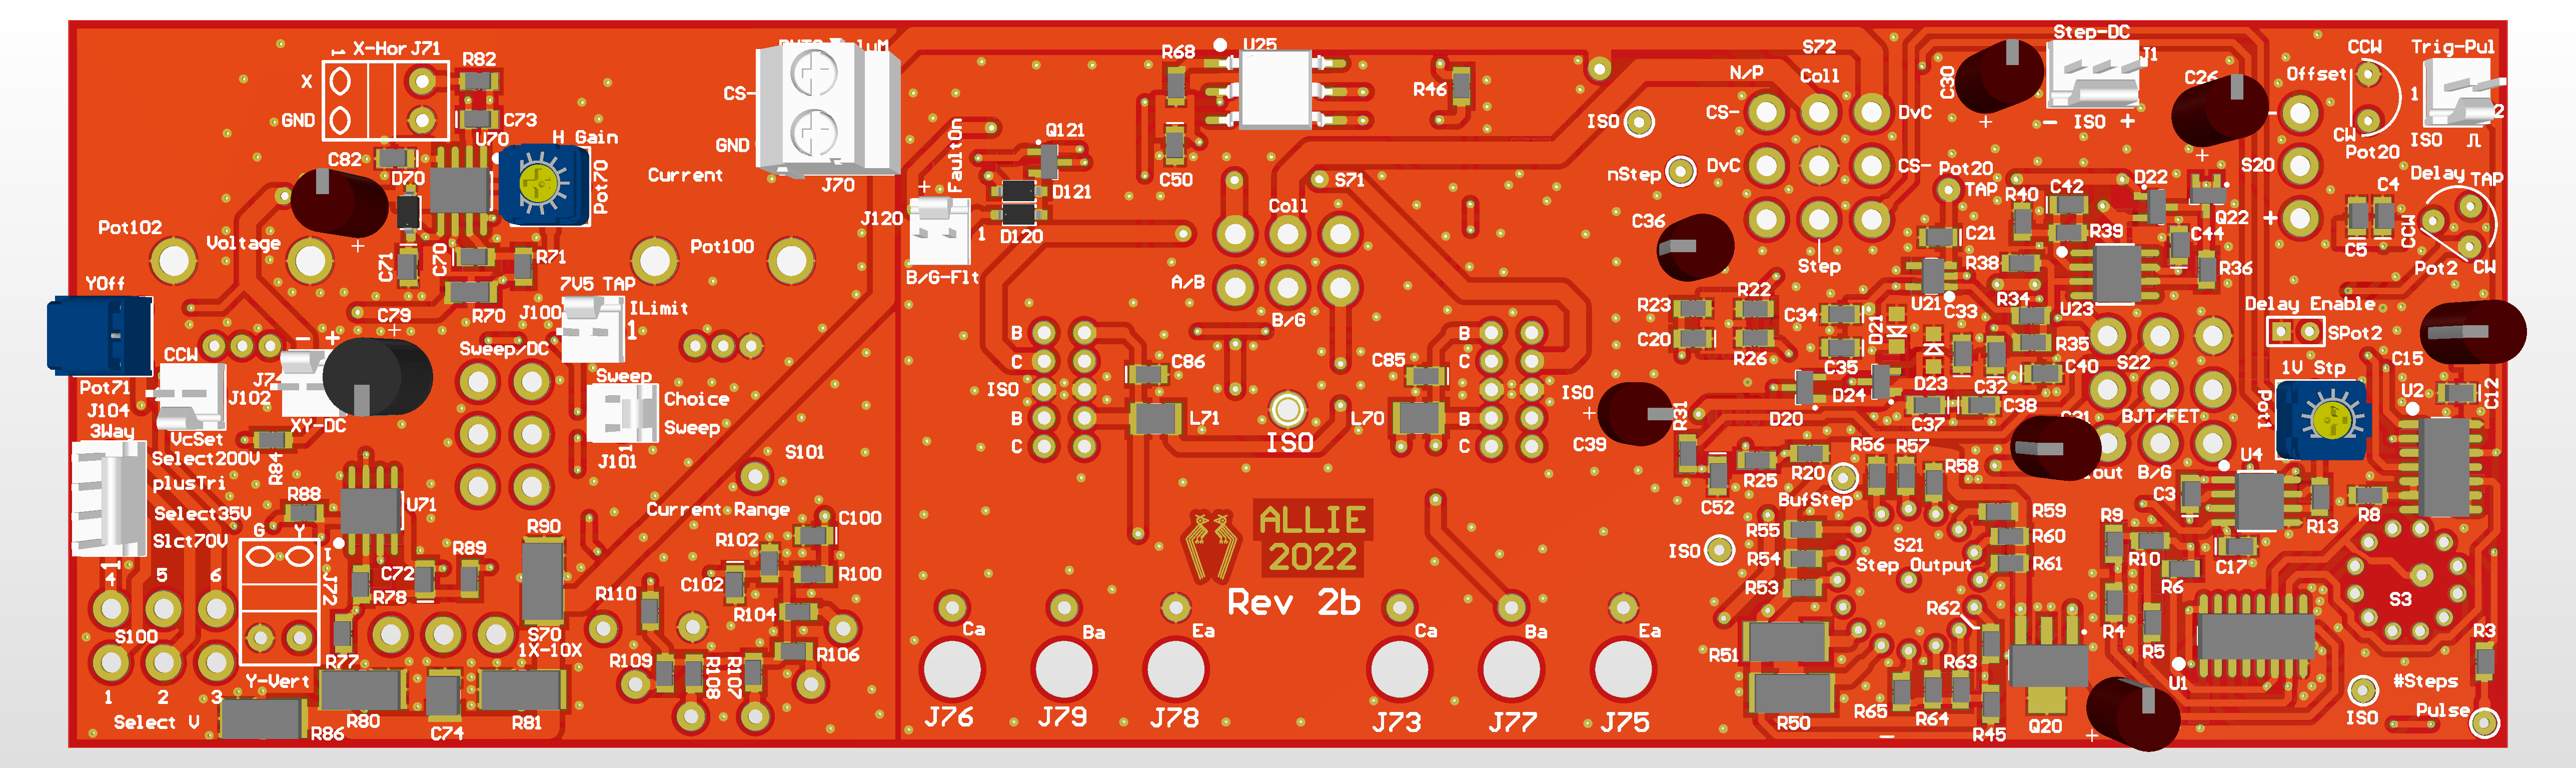 X-Hor J71
1
R82
X
GND
C73
U70
H Gain
Pot70
C82
D70
Pot102
Voltage
C71
C70
R71
R70
YOff
Pot71
C79
- +
CCW
J102
VcSet
XY-DC
J104
3Way
Select200V
plusTri
Select35V
Slct70V
1
R84
R88
U71
G Y
1
J72
Y-Vert
4 5 6
S100
1 2 3
Select V
C72
R89
R78
R77
R90
S70
1X-10X
R80
C74
R81
R86
CS-
GND
J70
Current
Pot100
7V5 TAP
J100
ILimit
1
Sweep/DC
Sweep
Choice
Sweep
J101
S101
Current Range
C100
R102
R100
C102
R104
R110
R106
R109
R108
R107
FaultOn
+
J120
1
B/G-Flt
Q121
D121
D120
R68
U25
C50
R46
S71
Coll
A/B
B/G
B
C
ISO
B
C
C86
L71
ISO
C85
L70
B
C
ISO
B
C
ALLIE
2022
Rev 2b
Ca
Ba
Ea
Ca
Ba
Ea
J76
J79
J78
J73
J77
J75
ISO
nStep
S72
N/P
Coll
CS-
DvC
DvC
CS-
Step
C36
C39
+
R23
R22
C20
R26
C34
C35
D21
D20
D24
D23
C37
C38
C32
C33
U21
C21
R38
R34
R35
C40
Pot20
TAP
R40
C42
R39
D22
Q22
C44
R36
U23
R31
C52
R25
R20
BufStep
ISO
R56
R57
R58
R55
R54
R53
R59
R60
R61
S21
Step Output
R62
R51
R50
R65
R64
R63
R45
-
Q20
+
C30
+
Step-DC
J1
- ISO +
C26
+
CCW
Offset
CW
Pot20
-
S20
+
Trig-Pul
1
2
ISO
Delay
TAP
CCW
Pot2
CW
C4
C5
Delay Enable
SPot2
S22
BJT/FET
B/G
1V Stp
Pot1
C15
U2
C12
U4
C3
R13
R8
C17
R9
R10
R6
R4
R5
U1
S3
R3
#Steps
ISO
Pulse